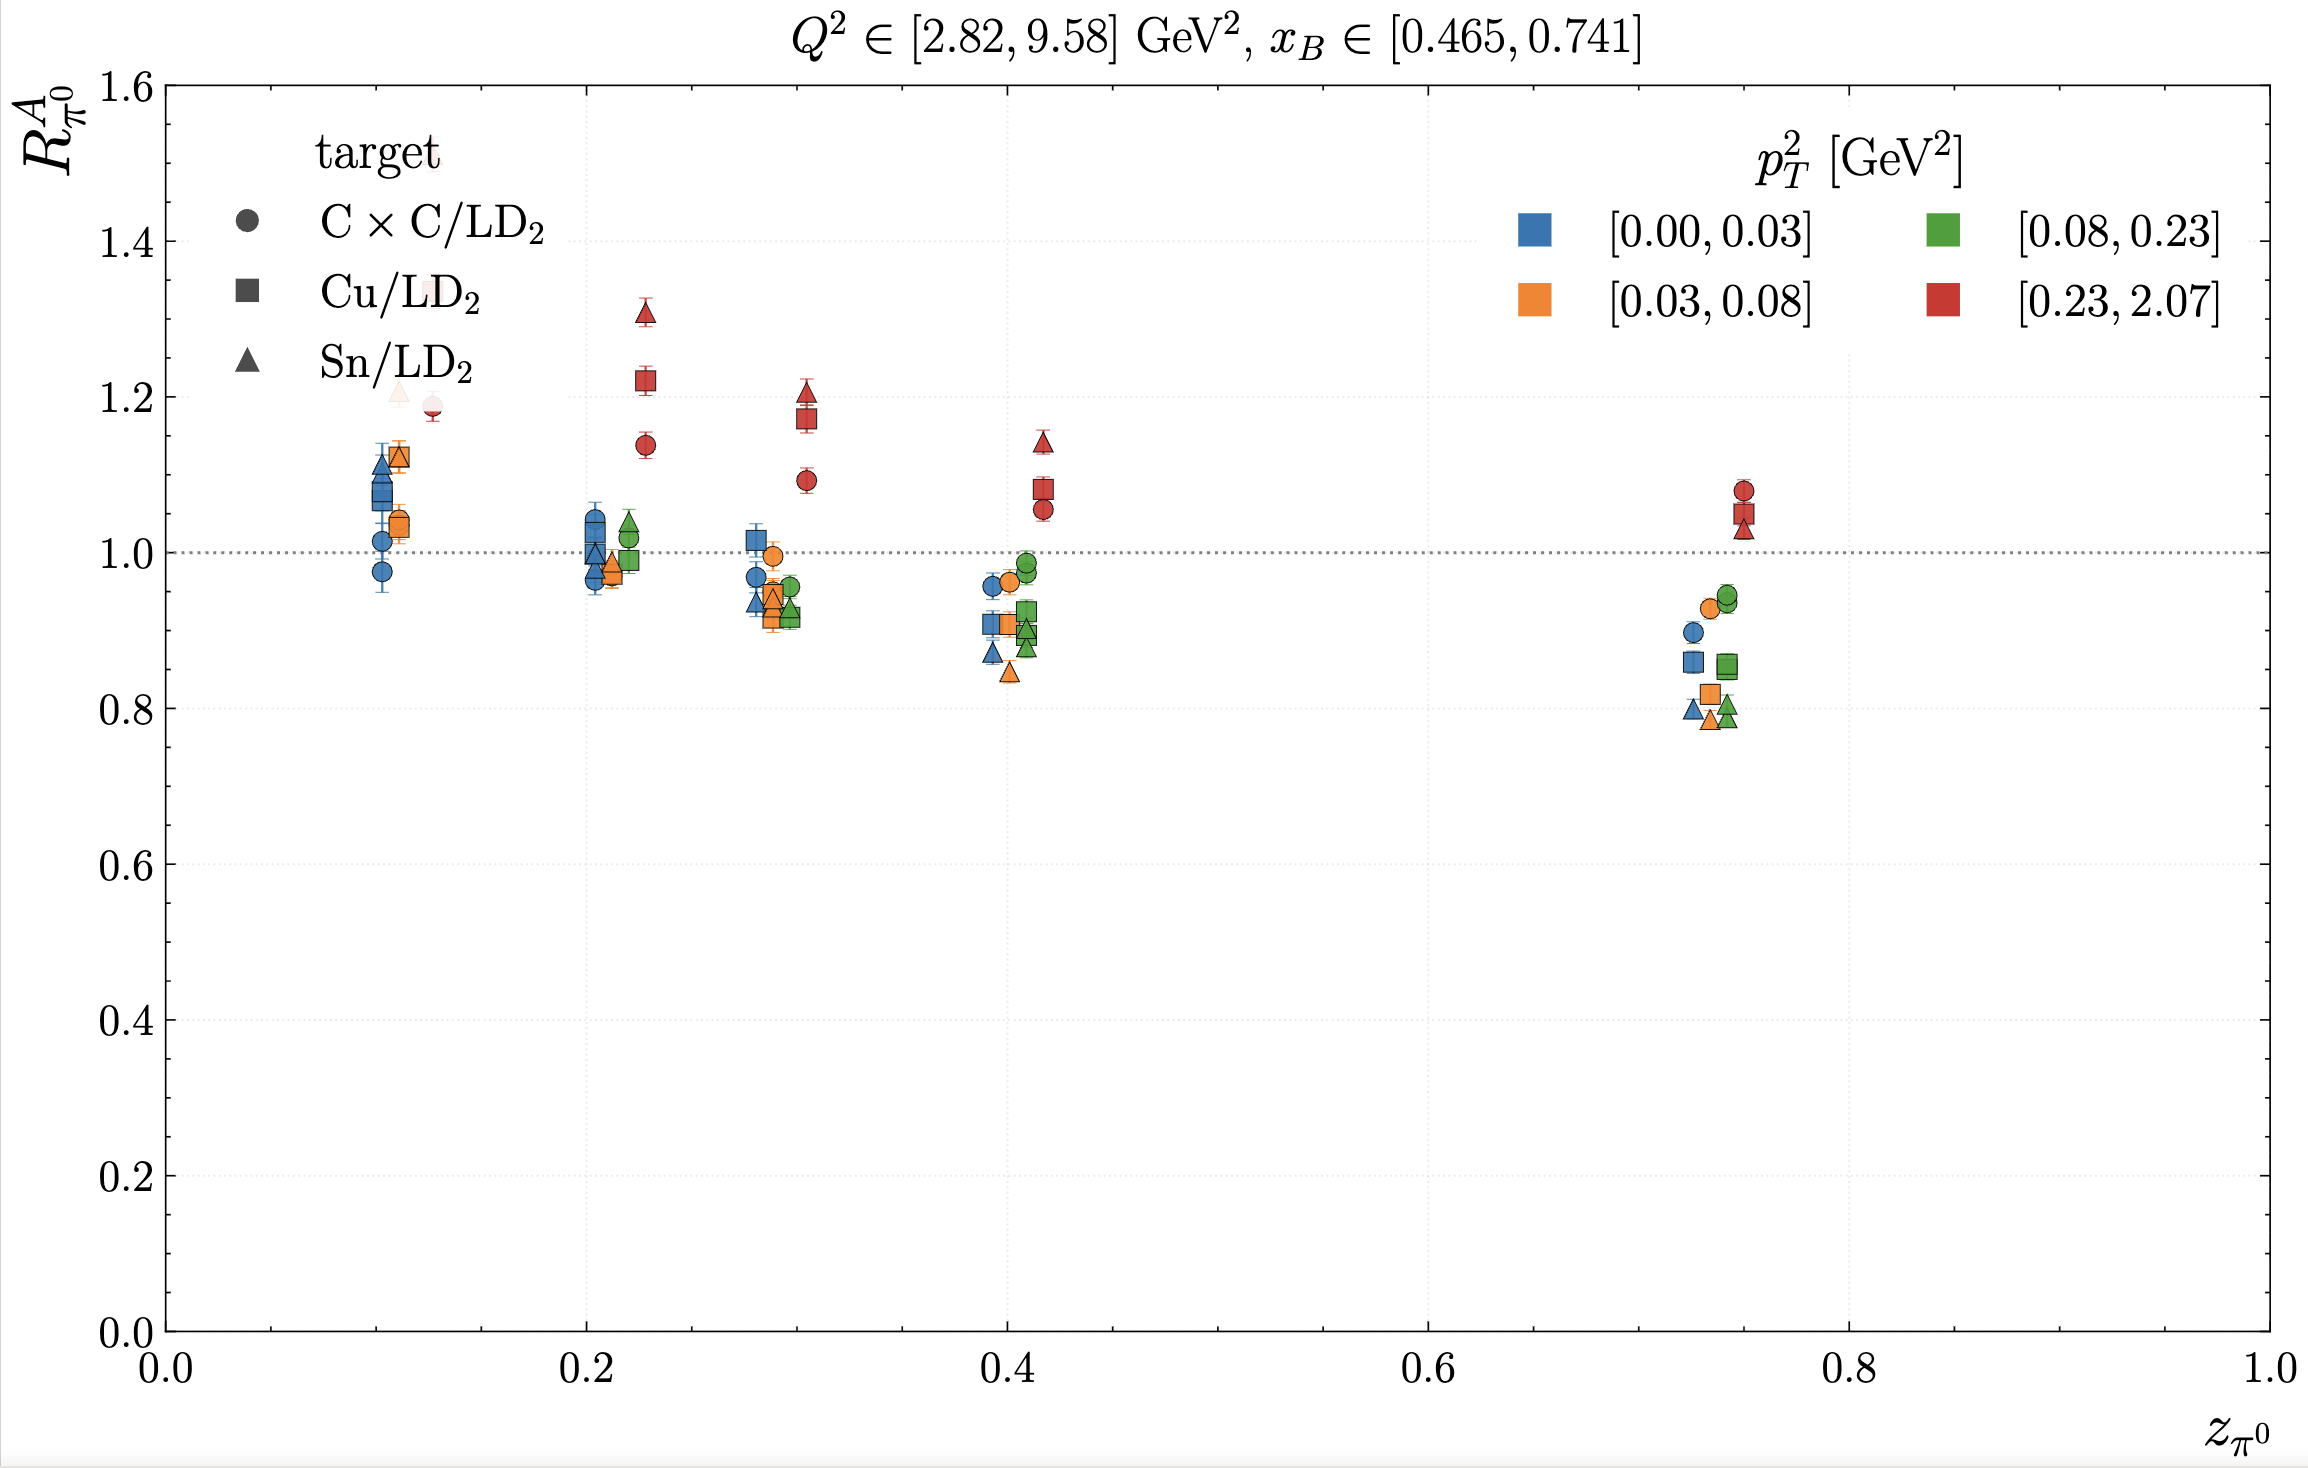 Q² ∈ [2.82, 9.58] GeV², x_B ∈ [0.465, 0.741]
R^A_π⁰
1.6
1.4
1.2
1.0
0.8
0.6
0.4
0.2
0.0
target
C × C/LD₂
Cu/LD₂
Sn/LD₂
p_T² [GeV²]
[0.00, 0.03] [0.08, 0.23]
[0.03, 0.08] [0.23, 2.07]
0.0 0.2 0.4 0.6 0.8 1.0
z_π⁰